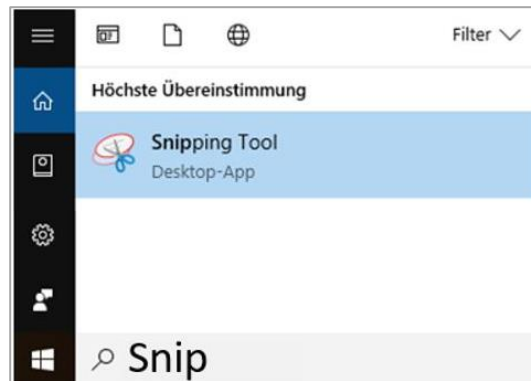 Filter
Höchste Übereinstimmung
Snipping Tool
Desktop-App
Snip